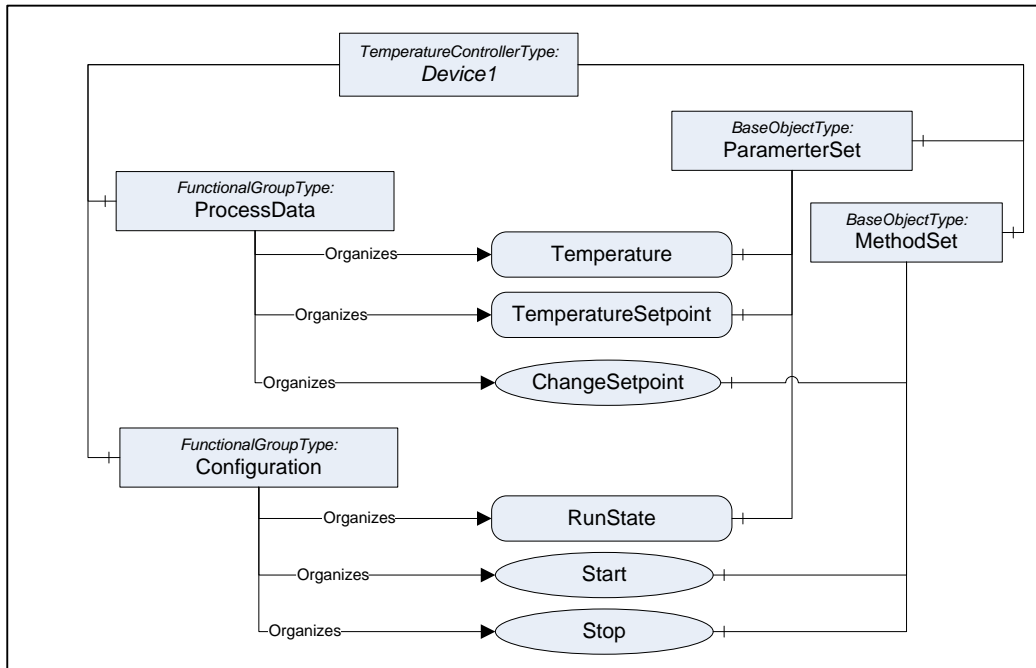 TemperatureControllerType:
Device1
BaseObjectType:
ParamerterSet
FunctionalGroupType:
ProcessData
BaseObjectType:
MethodSet
Organizes
Temperature
Organizes
TemperatureSetpoint
Organizes
ChangeSetpoint
FunctionalGroupType:
Configuration
Organizes
RunState
Organizes
Start
Organizes
Stop